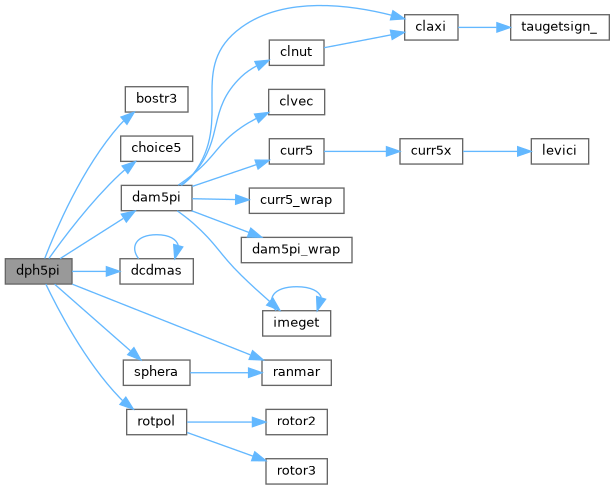 dph5pi
bostr3
choice5
dam5pi
dcdmas
sphera
rotpol
clnut
clvec
curr5
curr5_wrap
dam5pi_wrap
imeget
ranmar
rotor2
rotor3
claxi
curr5x
taugetsign_
levici